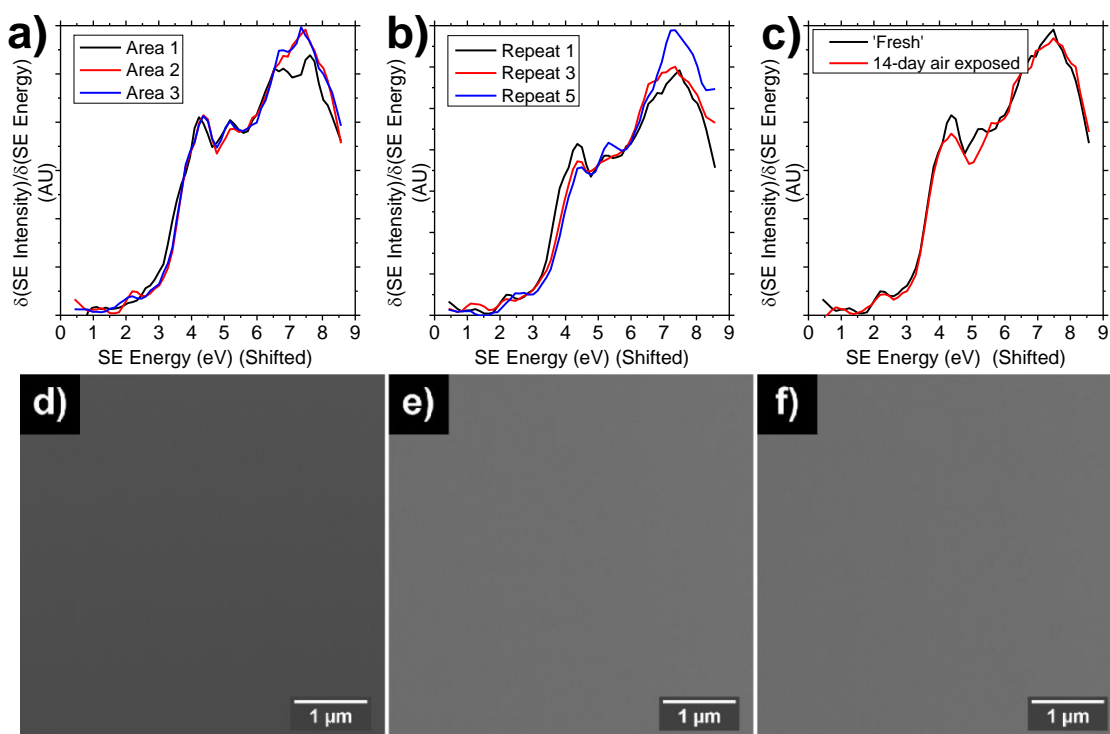 a)
Area 1
Area 2
Area 3
δ(SE Intensity)/δ(SE Energy)
(AU)
0 1 2 3 4 5 6 7 8 9
SE Energy (eV) (Shifted)
b)
Repeat 1
Repeat 3
Repeat 5
δ(SE Intensity)/δ(SE Energy)
(AU)
0 1 2 3 4 5 6 7 8 9
SE Energy (eV) (Shifted)
c)
'Fresh'
14-day air exposed
δ(SE Intensity)/δ(SE Energy)
(AU)
0 1 2 3 4 5 6 7 8 9
SE Energy (eV) (Shifted)
d)
1 µm
e)
1 µm
f)
1 µm